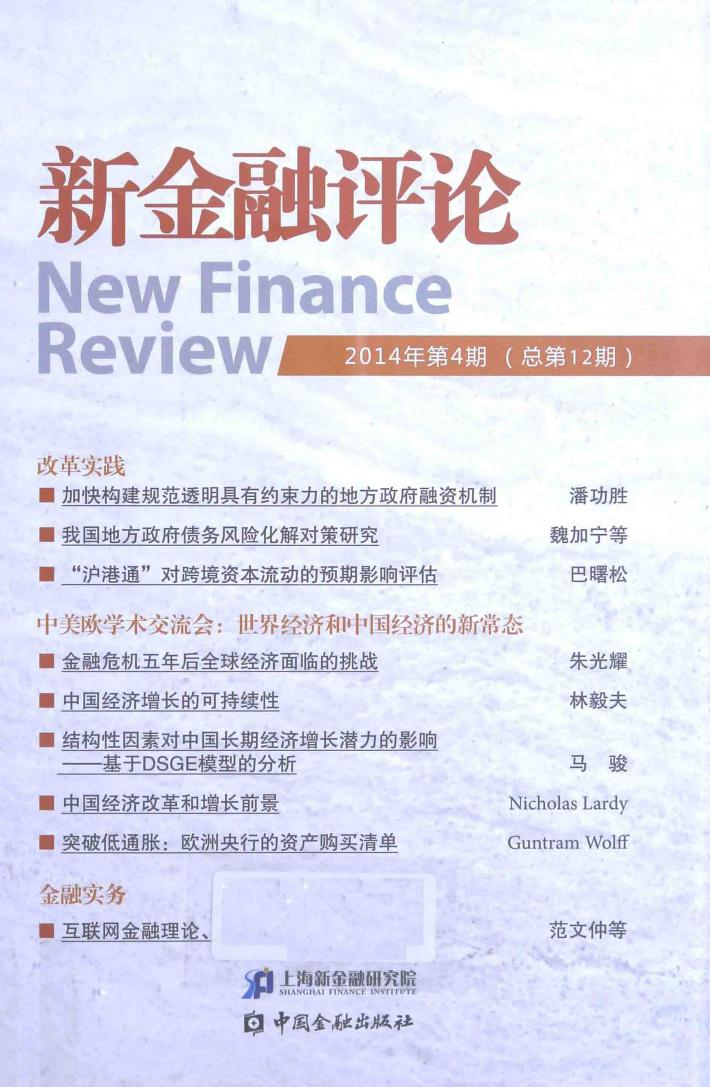 新金融评论
New Finance
Review
2014年第4期 （总第12期）
改革实践
■ 加快构建规范透明具有约束力的地方政府融资机制 潘功胜
■ 我国地方政府债务风险化解对策研究 魏加宁等
■ “沪港通”对跨境资本流动的预期影响评估 巴曙松
中美欧学术交流会：世界经济和中国经济的新常态
■ 金融危机五年后全球经济面临的挑战 朱光耀
■ 中国经济增长的可持续性 林毅夫
■ 结构性因素对中国长期经济增长潜力的影响
——基于DSGE模型的分析 马 骏
■ 中国经济改革和增长前景 Nicholas Lardy
■ 突破低通胀：欧洲央行的资产购买清单 Guntram Wolff
金融实务
■ 互联网金融理论、 范文仲等
SFI 上海新金融研究院
SHANGHAI FINANCE INSTITUTE
中国金融出版社